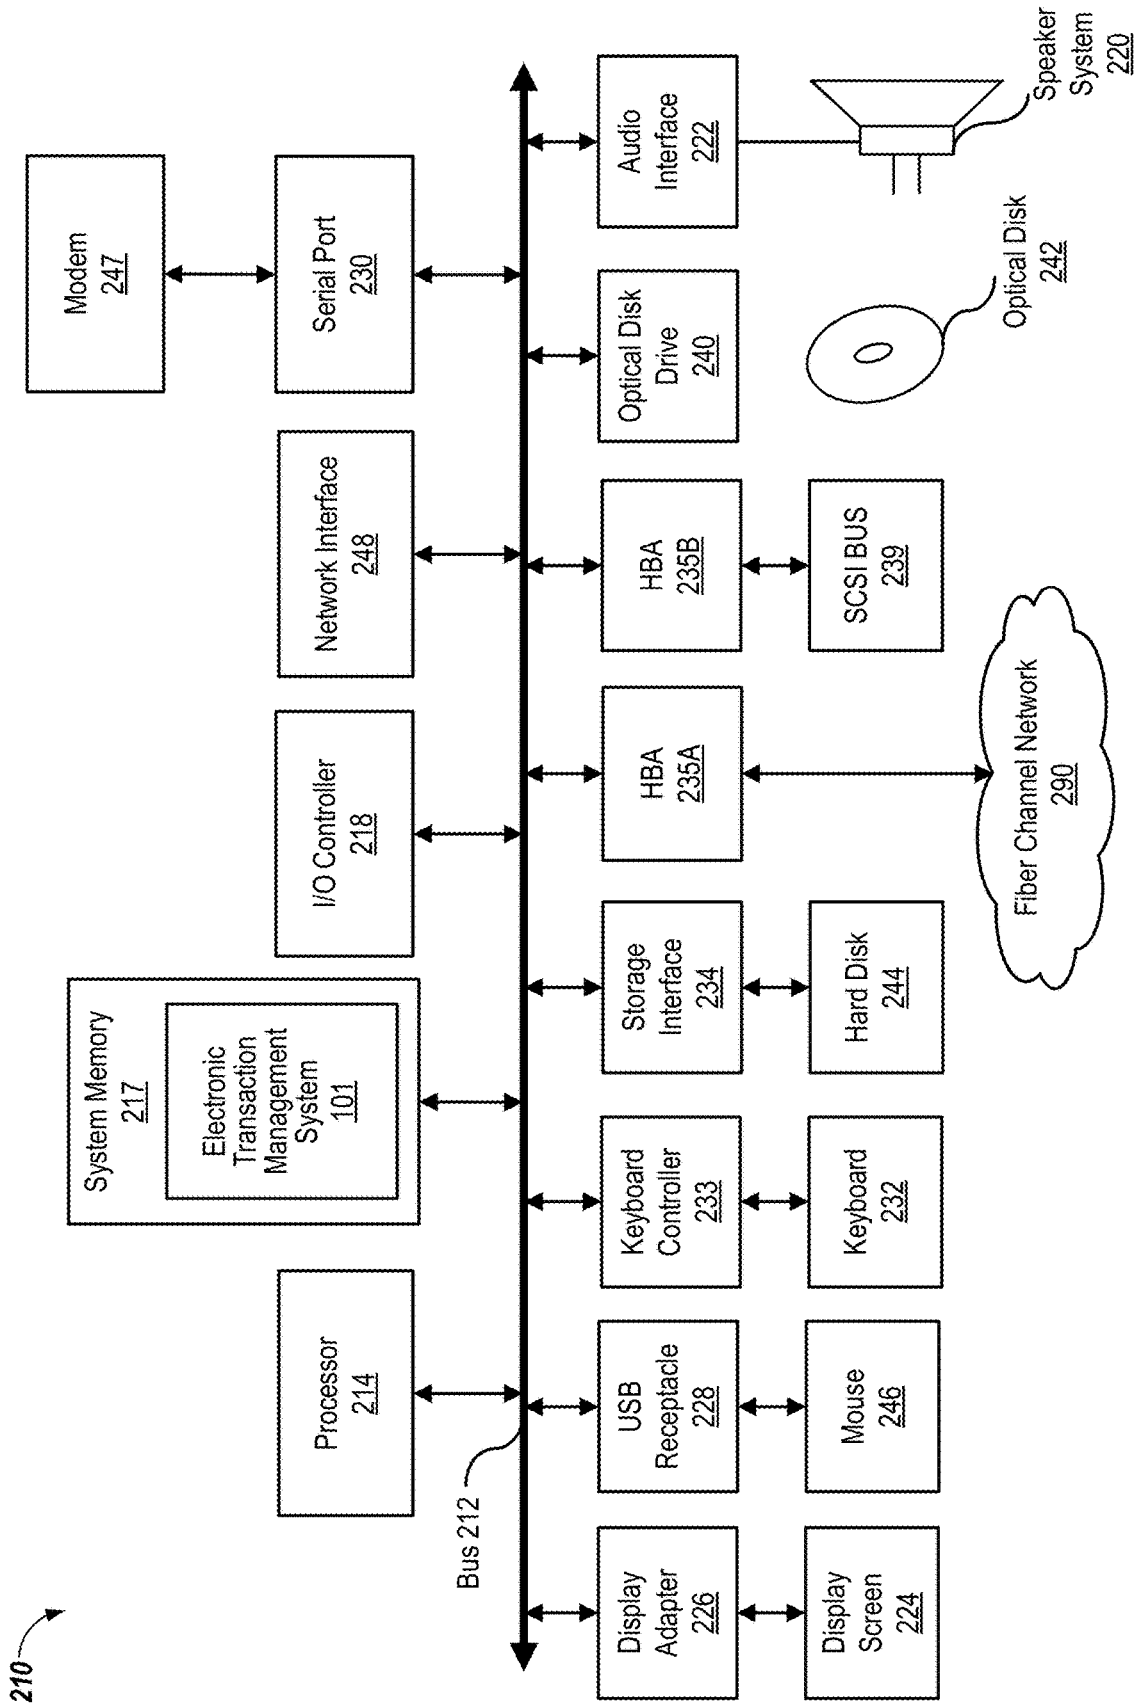 210
Processor
214
System Memory
217
Electronic
Transaction
Management
System
101
I/O Controller
218
Network Interface
248
Serial Port
230
Modem
247
Bus 212
Display
Adapter
226
USB
Receptacle
228
Keyboard
Controller
233
Storage
Interface
234
HBA
235A
HBA
235B
Optical Disk
Drive
240
Audio
Interface
222
Display
Screen
224
Mouse
246
Keyboard
232
Hard Disk
244
Fiber Channel Network
290
SCSI BUS
239
Optical Disk
242
Speaker
System
220